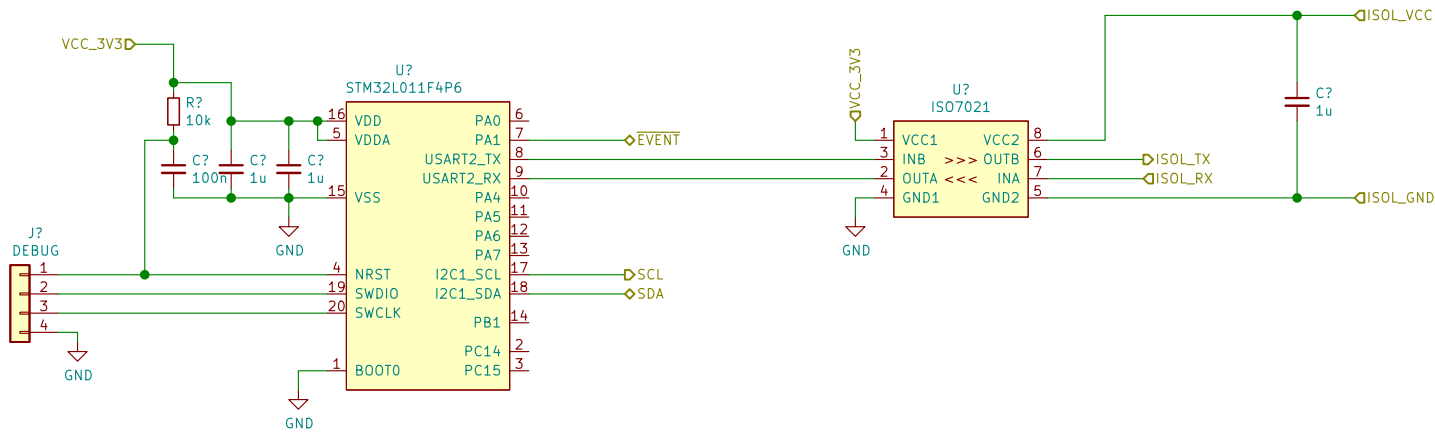 ISOL_VCC
VCC_3V3
U?
STM32L011F4P6
R?
10k
C?
100n
C?
1u
C?
1u
16 VDD
5 VDDA
15 VSS
4 NRST
19 SWDIO
20 SWCLK
1 BOOT0
PA0 6
PA1 7
USART2_TX 8
USART2_RX 9
PA4 10
PA5 11
PA6 12
PA7 13
I2C1_SCL 17
I2C1_SDA 18
PB1 14
PC14 2
PC15 3
EVENT
SCL
SDA
GND
J?
DEBUG
1
2
3
4
GND
GND
VCC_3V3
U?
ISO7021
1 VCC1 VCC2 8
3 INB >>> OUTB 6
2 OUTA <<< INA 7
4 GND1 GND2 5
GND
ISOL_TX
ISOL_RX
C?
1u
ISOL_GND